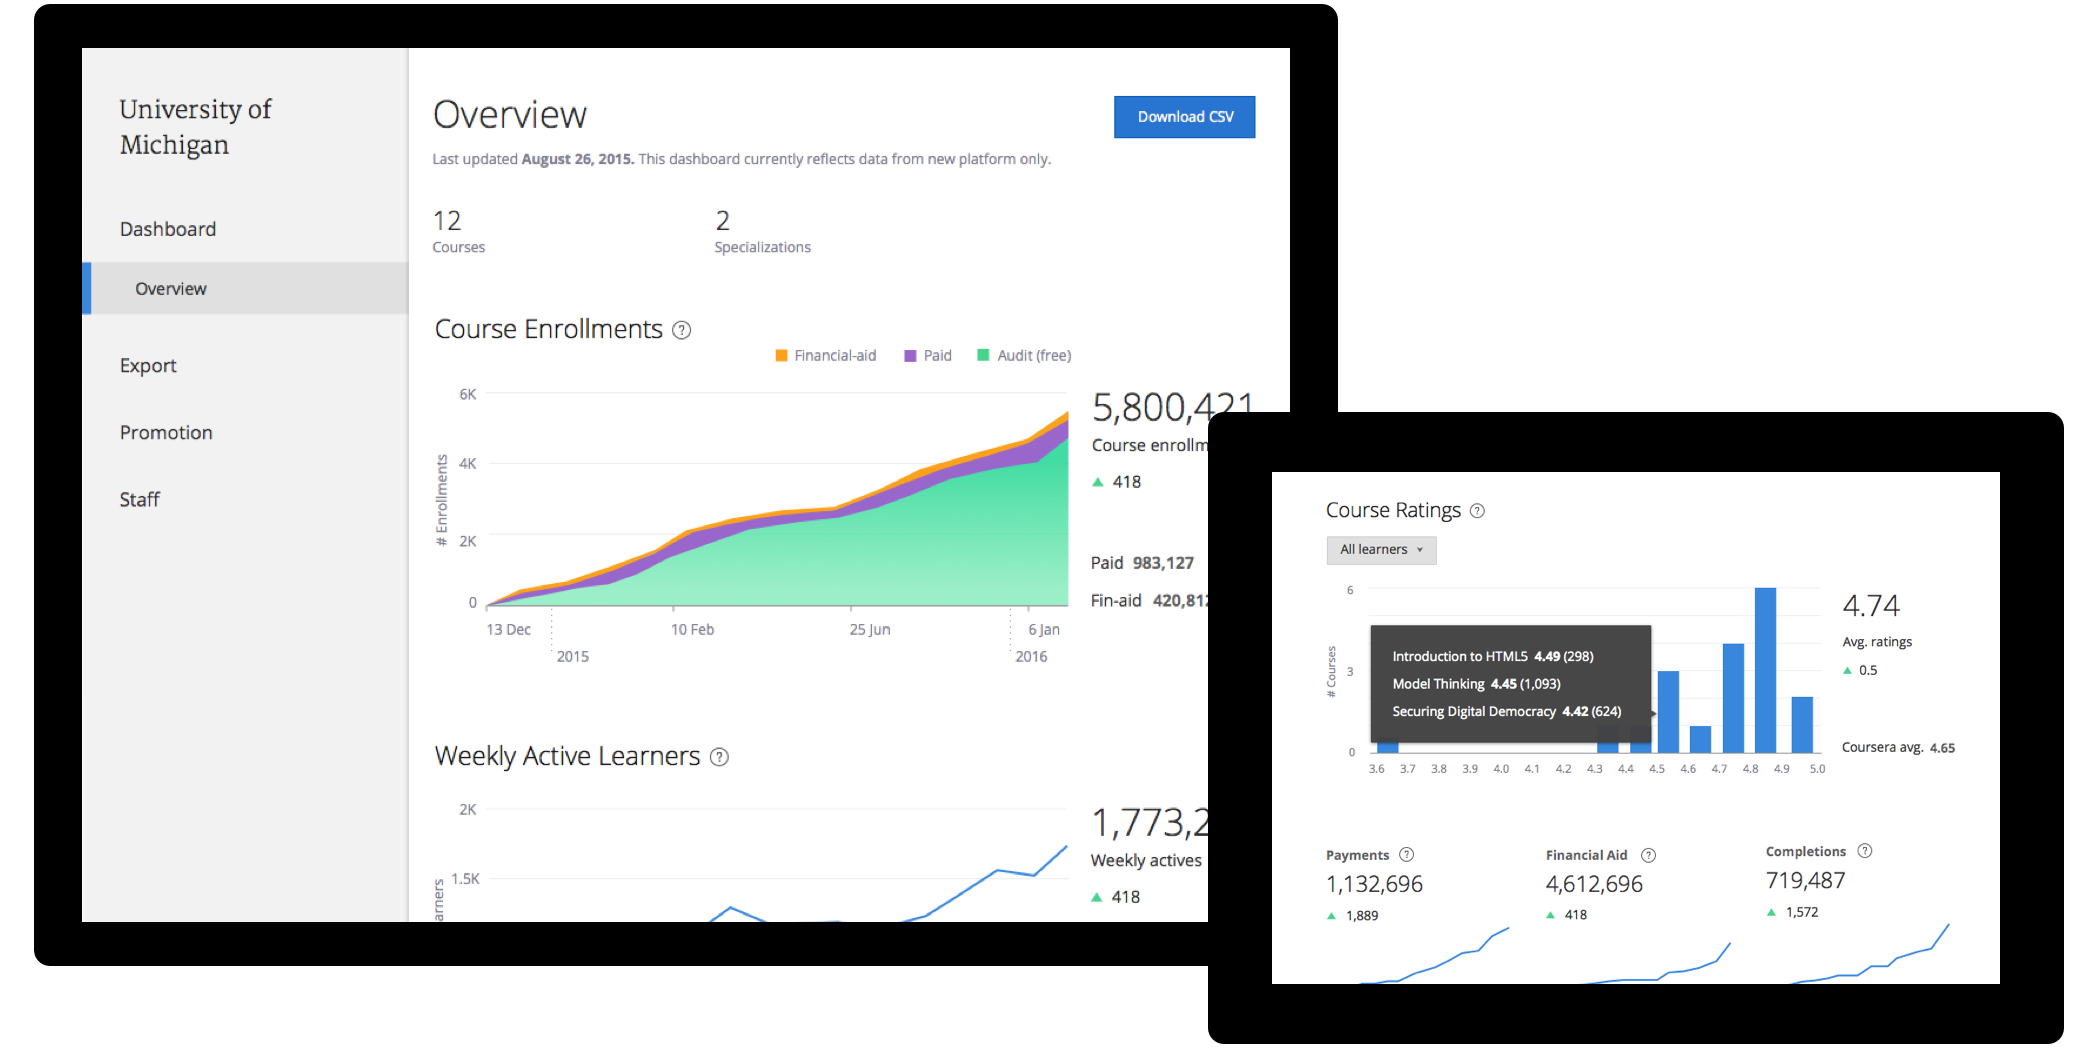 University of
Michigan
Dashboard
Overview
Export
Promotion
Staff
Overview
Download CSV
Last updated August 26, 2015. This dashboard currently reflects data from new platform only.
12
Courses
2
Specializations
Course Enrollments ?
Financial-aid
Paid
Audit (free)
# Enrollments
6K
4K
2K
0
13 Dec
10 Feb
25 Jun
6 Jan
2015
2016
5,800,421
Course enrollm
418
Paid 983,127
Fin-aid 420,812
Weekly Active Learners ?
2K
1.5K
arners
1,773,2
Weekly actives
418
Course Ratings ?
All learners
# Courses
6
3
0
Introduction to HTML5 4.49 (298)
Model Thinking 4.45 (1,093)
Securing Digital Democracy 4.42 (624)
3.6 3.7 3.8 3.9 4.0 4.1 4.2 4.3 4.4 4.5 4.6 4.7 4.8 4.9 5.0
4.74
Avg. ratings
0.5
Coursera avg. 4.65
Payments ?
1,132,696
1,889
Financial Aid ?
4,612,696
418
Completions ?
719,487
1,572